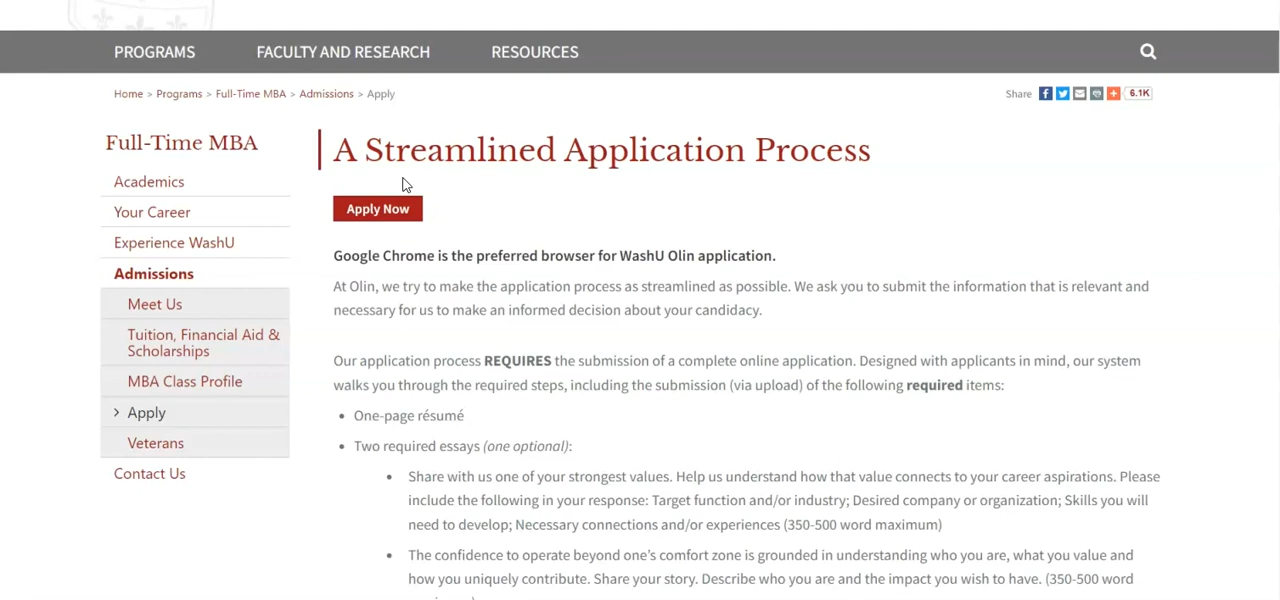 PROGRAMS FACULTY AND RESEARCH RESOURCES
Home > Programs > Full-Time MBA > Admissions > Apply
Share 6.1K
Full-Time MBA
Academics
Your Career
Experience WashU
Admissions
Meet Us
Tuition, Financial Aid &
Scholarships
MBA Class Profile
> Apply
Veterans
Contact Us
A Streamlined Application Process
Apply Now
Google Chrome is the preferred browser for WashU Olin application.
At Olin, we try to make the application process as streamlined as possible. We ask you to submit the information that is relevant and
necessary for us to make an informed decision about your candidacy.
Our application process REQUIRES the submission of a complete online application. Designed with applicants in mind, our system
walks you through the required steps, including the submission (via upload) of the following required items:
• One-page résumé
• Two required essays (one optional):
• Share with us one of your strongest values. Help us understand how that value connects to your career aspirations. Please
include the following in your response: Target function and/or industry; Desired company or organization; Skills you will
need to develop; Necessary connections and/or experiences (350-500 word maximum)
• The confidence to operate beyond one's comfort zone is grounded in understanding who you are, what you value and
how you uniquely contribute. Share your story. Describe who you are and the impact you wish to have. (350-500 word